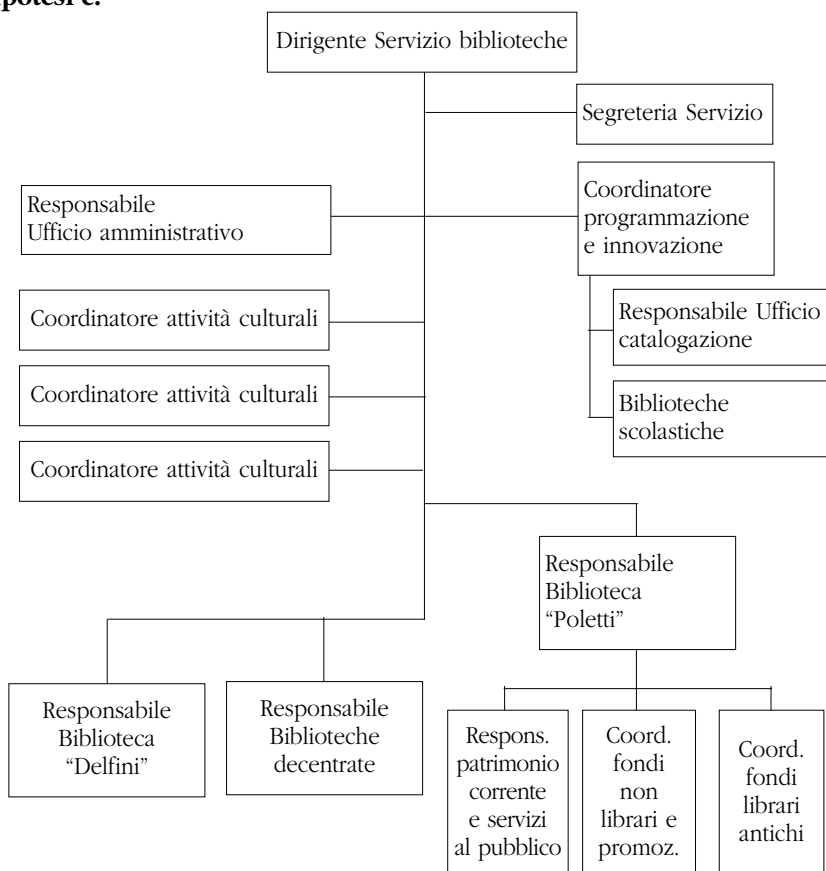 Dirigente Servizio biblioteche
Segreteria Servizio
Responsabile
Ufficio amministrativo
Coordinatore
programmazione
e innovazione
Coordinatore attività culturali
Responsabile Ufficio
catalogazione
Coordinatore attività culturali
Biblioteche
scolastiche
Coordinatore attività culturali
Responsabile
Biblioteca
“Poletti”
Responsabile
Biblioteca
“Delfini”
Responsabile
Biblioteche
decentrate
Respons.
patrimonio
corrente
e servizi
al pubblico
Coord.
fondi
non
librari e
promoz.
Coord.
fondi
librari
antichi